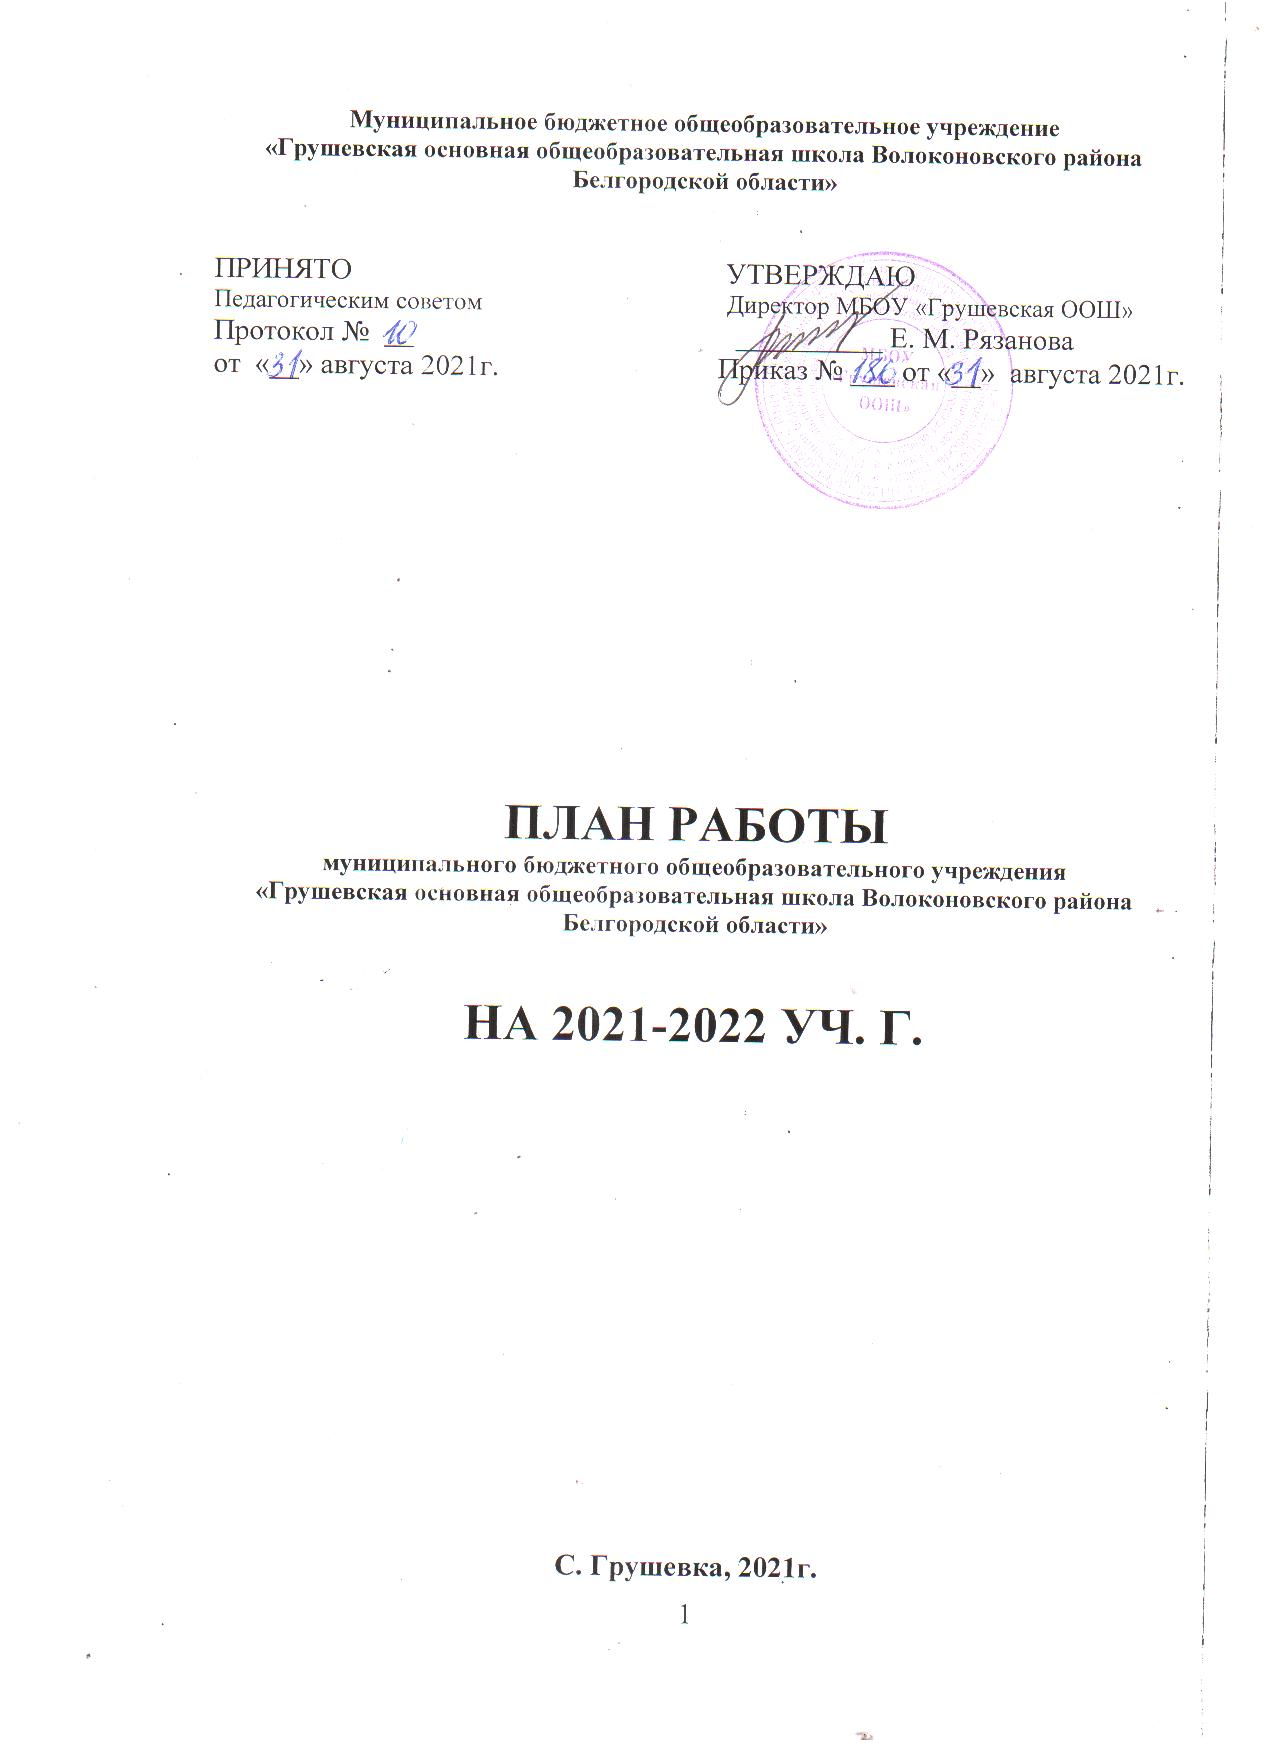 Муниципальное бюджетное общеобразовательное учреждение
«Грушевская основная общеобразовательная школа Волоконовского района
Белгородской области»
ПРИНЯТО
Педагогическим советом
Протокол № 10
от «31» августа 2021г.
УТВЕРЖДАЮ
Директор МБОУ «Грушевская ООШ»
Е. М. Рязанова
Приказ № 186 от «31» августа 2021г.
МБОУ
ООШ»
ПЛАН РАБОТЫ
муниципального бюджетного общеобразовательного учреждения
«Грушевская основная общеобразовательная школа Волоконовского района
Белгородской области»
НА 2021-2022 УЧ. Г.
С. Грушевка, 2021г.
1